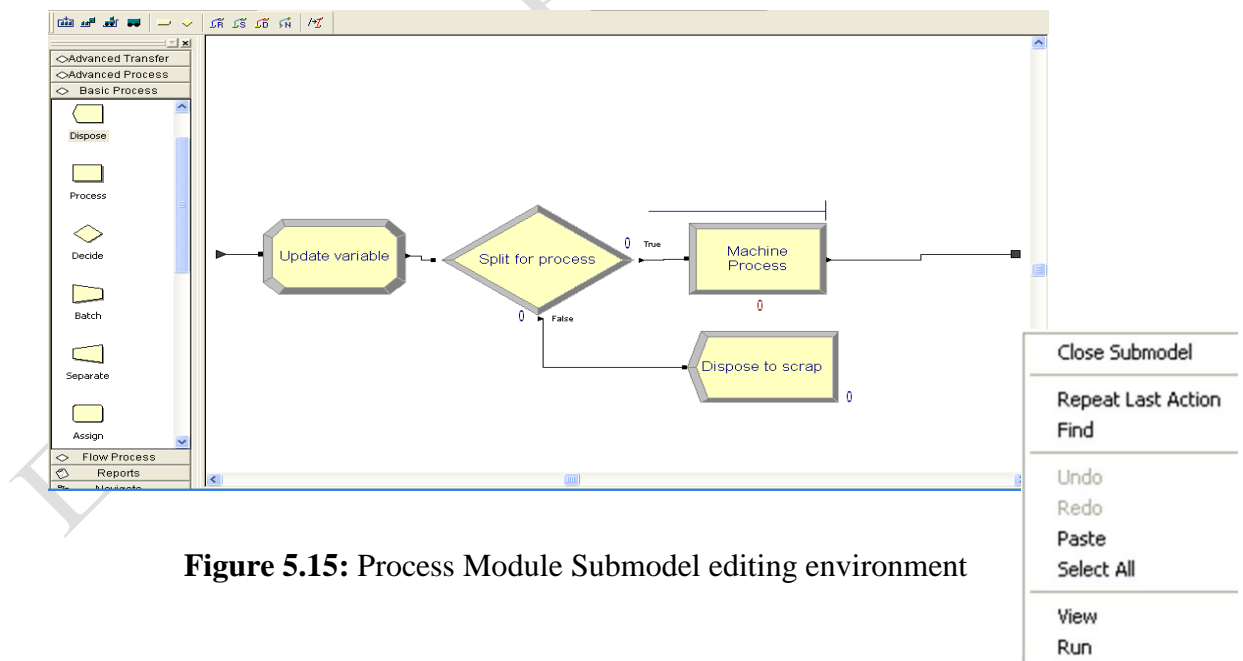 Advanced Transfer
Advanced Process
Basic Process
Dispose
Process
Decide
Batch
Separate
Assign
Flow Process
Reports
Update variable
Split for process
0
True
0
False
Machine
Process
0
Dispose to scrap
0
Close Submodel
Repeat Last Action
Find
Undo
Redo
Paste
Select All
View
Run
Figure 5.15: Process Module Submodel editing environment